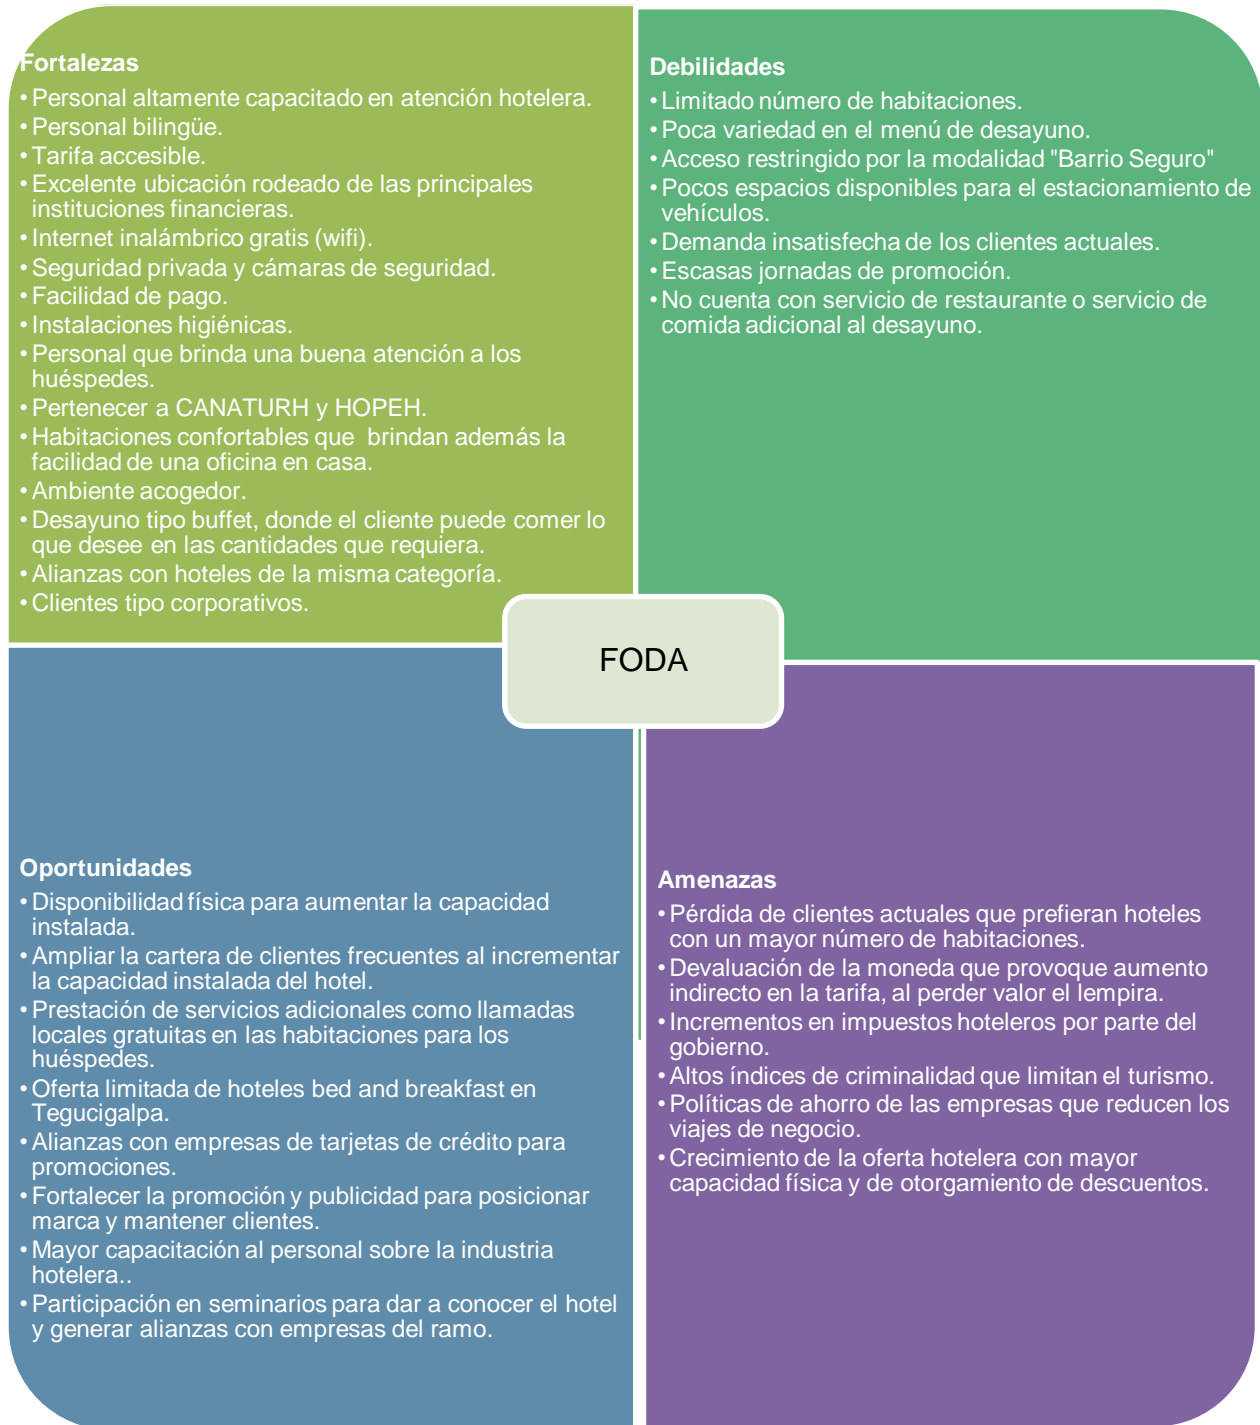 Fortalezas
• Personal altamente capacitado en atención hotelera.
• Personal bilingüe.
• Tarifa accesible.
• Excelente ubicación rodeado de las principales
instituciones financieras.
• Internet inalámbrico gratis (wifi).
• Seguridad privada y cámaras de seguridad.
• Facilidad de pago.
• Instalaciones higiénicas.
• Personal que brinda una buena atención a los
huéspedes.
• Pertenecer a CANATURH y HOPEH.
• Habitaciones confortables que brindan además la
facilidad de una oficina en casa.
• Ambiente acogedor.
• Desayuno tipo buffet, donde el cliente puede comer lo
que desee en las cantidades que requiera.
• Alianzas con hoteles de la misma categoría.
• Clientes tipo corporativos.
Debilidades
• Limitado número de habitaciones.
• Poca variedad en el menú de desayuno.
• Acceso restringido por la modalidad "Barrio Seguro"
• Pocos espacios disponibles para el estacionamiento de
vehículos.
• Demanda insatisfecha de los clientes actuales.
• Escasas jornadas de promoción.
• No cuenta con servicio de restaurante o servicio de
comida adicional al desayuno.
FODA
Oportunidades
• Disponibilidad física para aumentar la capacidad
instalada.
• Ampliar la cartera de clientes frecuentes al incrementar
la capacidad instalada del hotel.
• Prestación de servicios adicionales como llamadas
locales gratuitas en las habitaciones para los
huéspedes.
• Oferta limitada de hoteles bed and breakfast en
Tegucigalpa.
• Alianzas con empresas de tarjetas de crédito para
promociones.
• Fortalecer la promoción y publicidad para posicionar
marca y mantener clientes.
• Mayor capacitación al personal sobre la industria
hotelera..
• Participación en seminarios para dar a conocer el hotel
y generar alianzas con empresas del ramo.
Amenazas
• Pérdida de clientes actuales que prefieran hoteles
con un mayor número de habitaciones.
• Devaluación de la moneda que provoque aumento
indirecto en la tarifa, al perder valor el lempira.
• Incrementos en impuestos hoteleros por parte del
gobierno.
• Altos índices de criminalidad que limitan el turismo.
• Políticas de ahorro de las empresas que reducen los
viajes de negocio.
• Crecimiento de la oferta hotelera con mayor
capacidad física y de otorgamiento de descuentos.